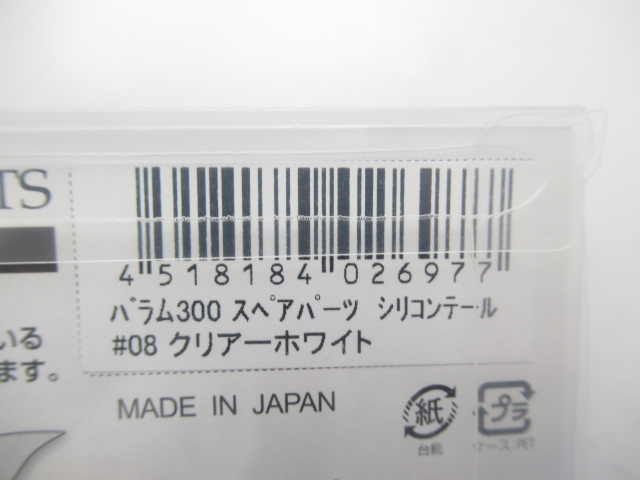 TS
4 518184 026977
バラム300 スペアパーツ シリコンテール
#08 クリアーホワイト
いる
ます。
MADE IN JAPAN
紙 プラ
台紙 ケース:PET